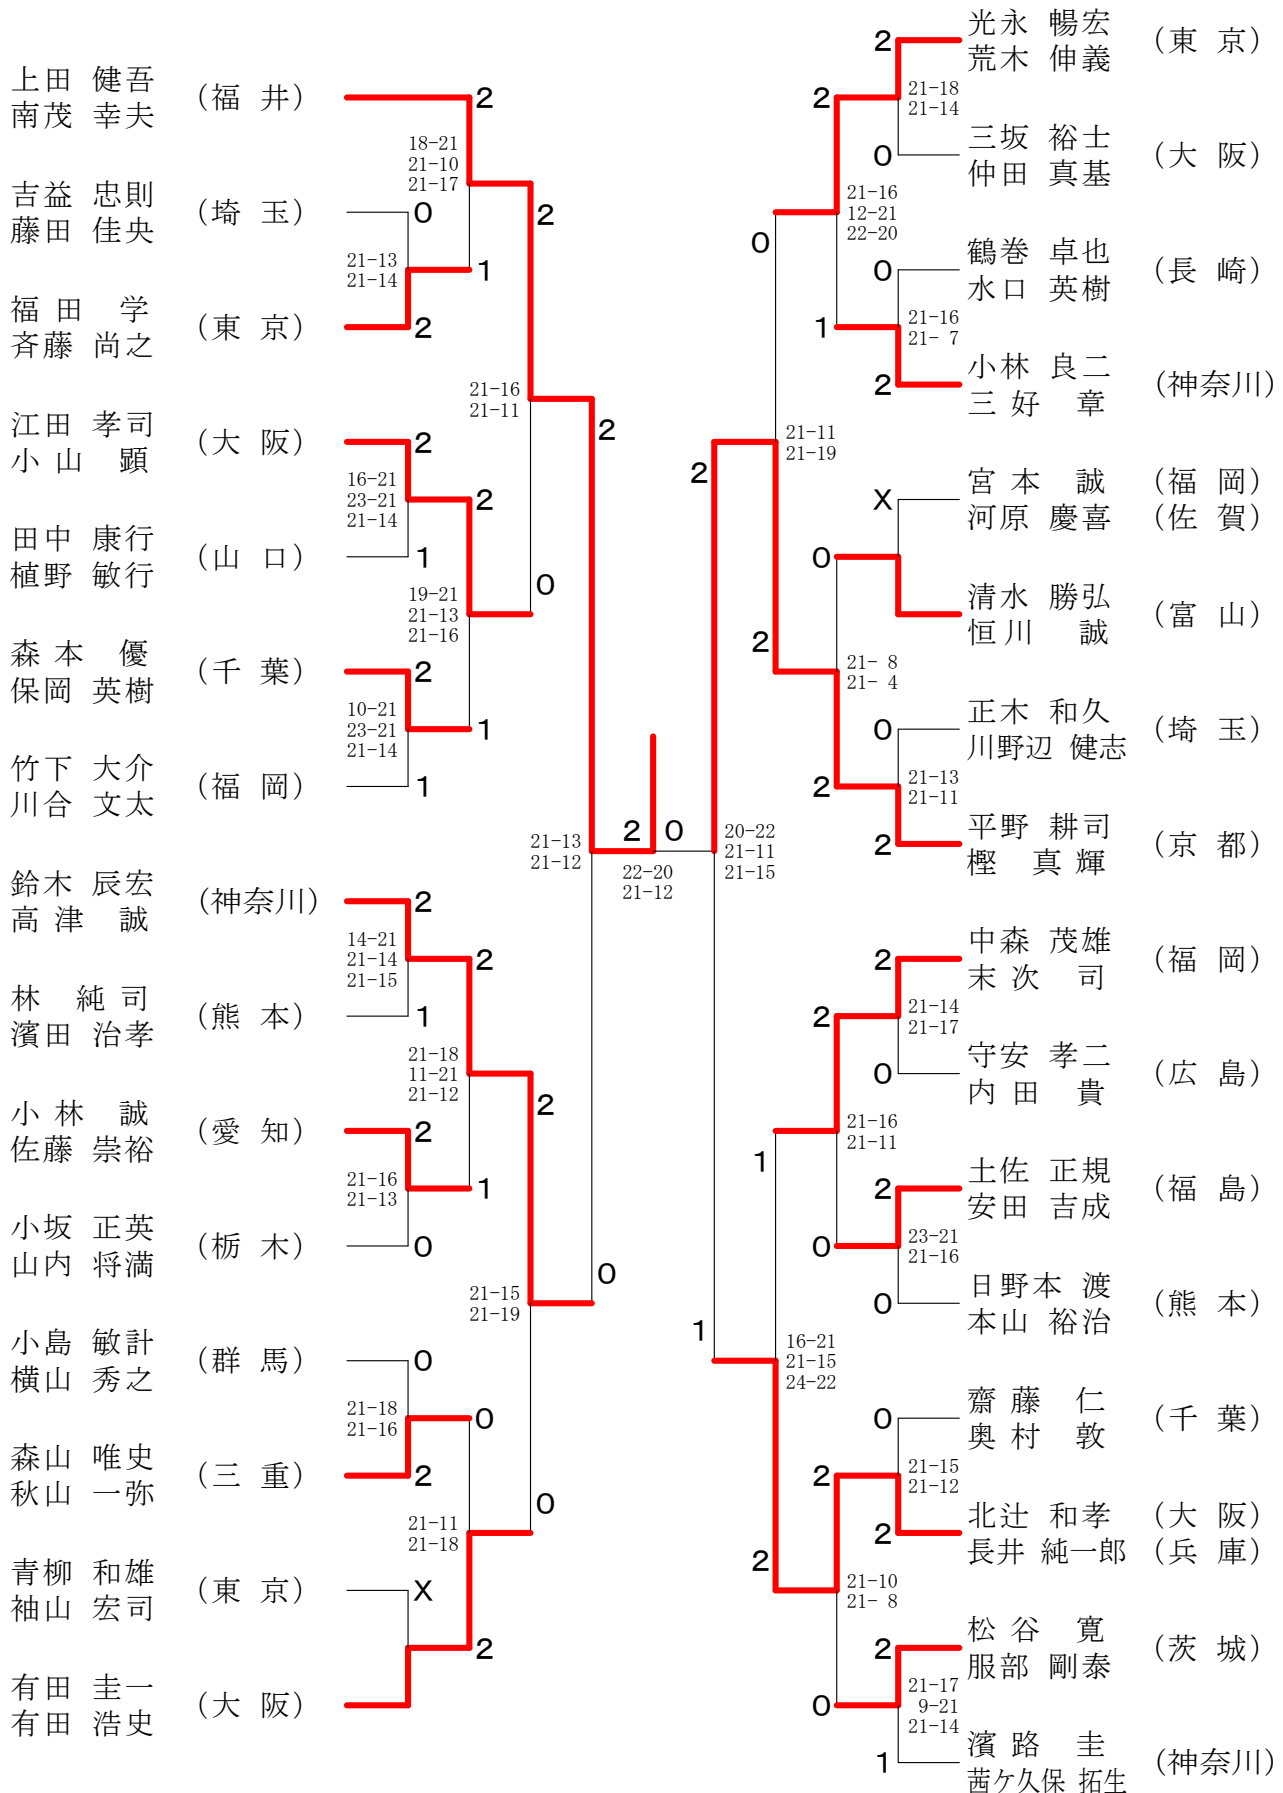 上田 健吾
南茂 幸夫
（福 井）
2
18-21
21-10
21-17
吉益 忠則
藤田 佳央
（埼 玉）
0
2
21-13
21-14
1
福 田 学
斉藤 尚之
（東 京）
2
21-16
21-11
2
江田 孝司
小 山 顕
（大 阪）
2
16-21
23-21
21-14
2
田中 康行
植野 敏行
（山 口）
1
0
19-21
21-13
21-16
森 本 優
保岡 英樹
（千 葉）
2
10-21
23-21
21-14
1
竹下 大介
川合 文太
（福 岡）
1
21-13
21-12
2
0
22-20
21-12
鈴木 辰宏
高 津 誠
（神奈川）
2
14-21
21-14
21-15
2
林 純 司
濱田 治孝
（熊 本）
1
21-18
11-21
21-12
2
小 林 誠
佐藤 崇裕
（愛 知）
2
21-16
21-13
1
小坂 正英
山内 将満
（栃 木）
0
0
21-15
21-19
小島 敏計
横山 秀之
（群 馬）
0
21-18
21-16
0
森山 唯史
秋山 一弥
（三 重）
2
0
21-11
21-18
青柳 和雄
袖山 宏司
（東 京）
X
2
有田 圭一
有田 浩史
（大 阪）
光永 暢宏
荒木 伸義
（東 京）
2
2
21-18
21-14
三坂 裕士
仲田 真基
（大 阪）
0
21-16
12-21
22-20
0
鶴巻 卓也
水口 英樹
（長 崎）
0
1
21-16
21- 7
小林 良二
三 好 章
（神奈川）
2
21-11
21-19
2
宮 本 誠
河原 慶喜
（福 岡）
（佐 賀）
X
0
清水 勝弘
恒 川 誠
（富 山）
2
21- 8
21- 4
正木 和久
川野辺 健志
（埼 玉）
0
2
21-13
21-11
平野 耕司
樫 真 輝
（京 都）
2
20-22
21-11
21-15
中森 茂雄
末 次 司
（福 岡）
2
2
21-14
21-17
守安 孝二
内 田 貴
（広 島）
0
21-16
21-11
1
土佐 正規
安田 吉成
（福 島）
2
0
23-21
21-16
日野本 渡
本山 裕治
（熊 本）
0
1
16-21
21-15
24-22
齋 藤 仁
奥 村 敦
（千 葉）
0
2
21-15
21-12
北辻 和孝
長井 純一郎
（大 阪）
（兵 庫）
2
2
21-10
21- 8
松 谷 寛
服部 剛泰
（茨 城）
2
0
21-17
9-21
21-14
濱 路 圭
茜ケ久保 拓生
（神奈川）
1